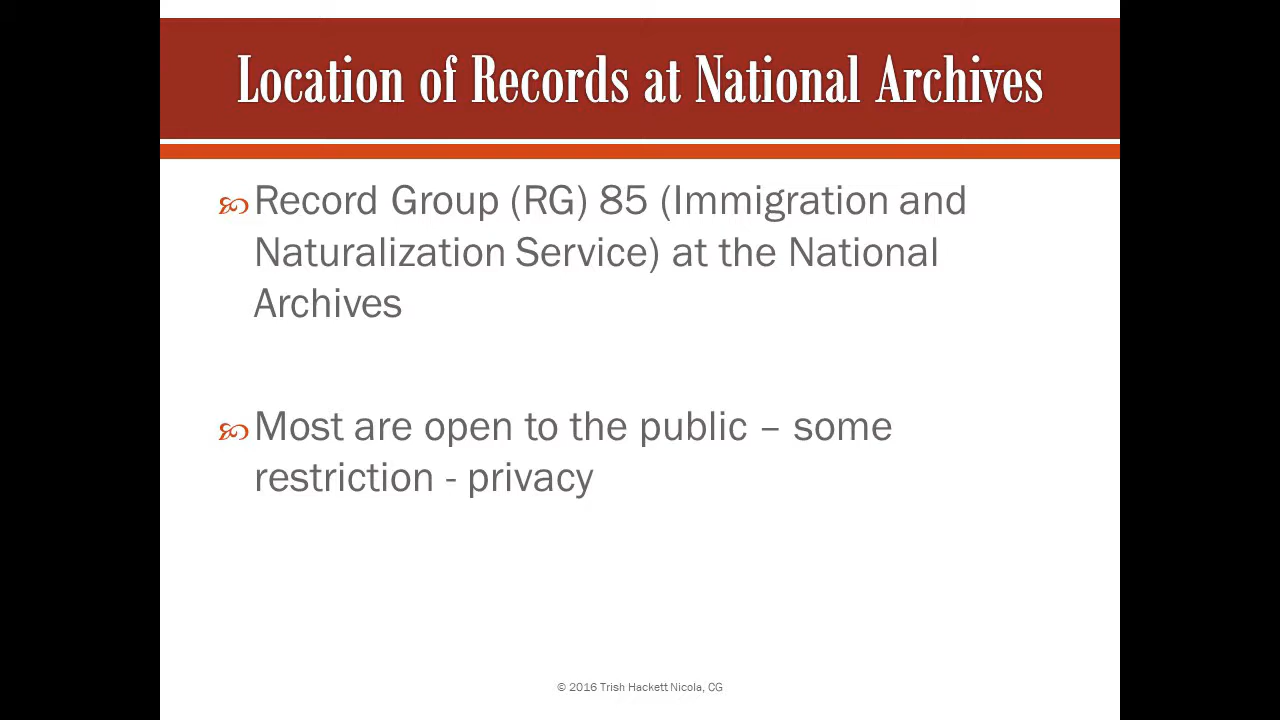 Location of Records at National Archives
Record Group (RG) 85 (Immigration and
Naturalization Service) at the National
Archives
Most are open to the public – some
restriction - privacy
© 2016 Trish Hackett Nicola, CG